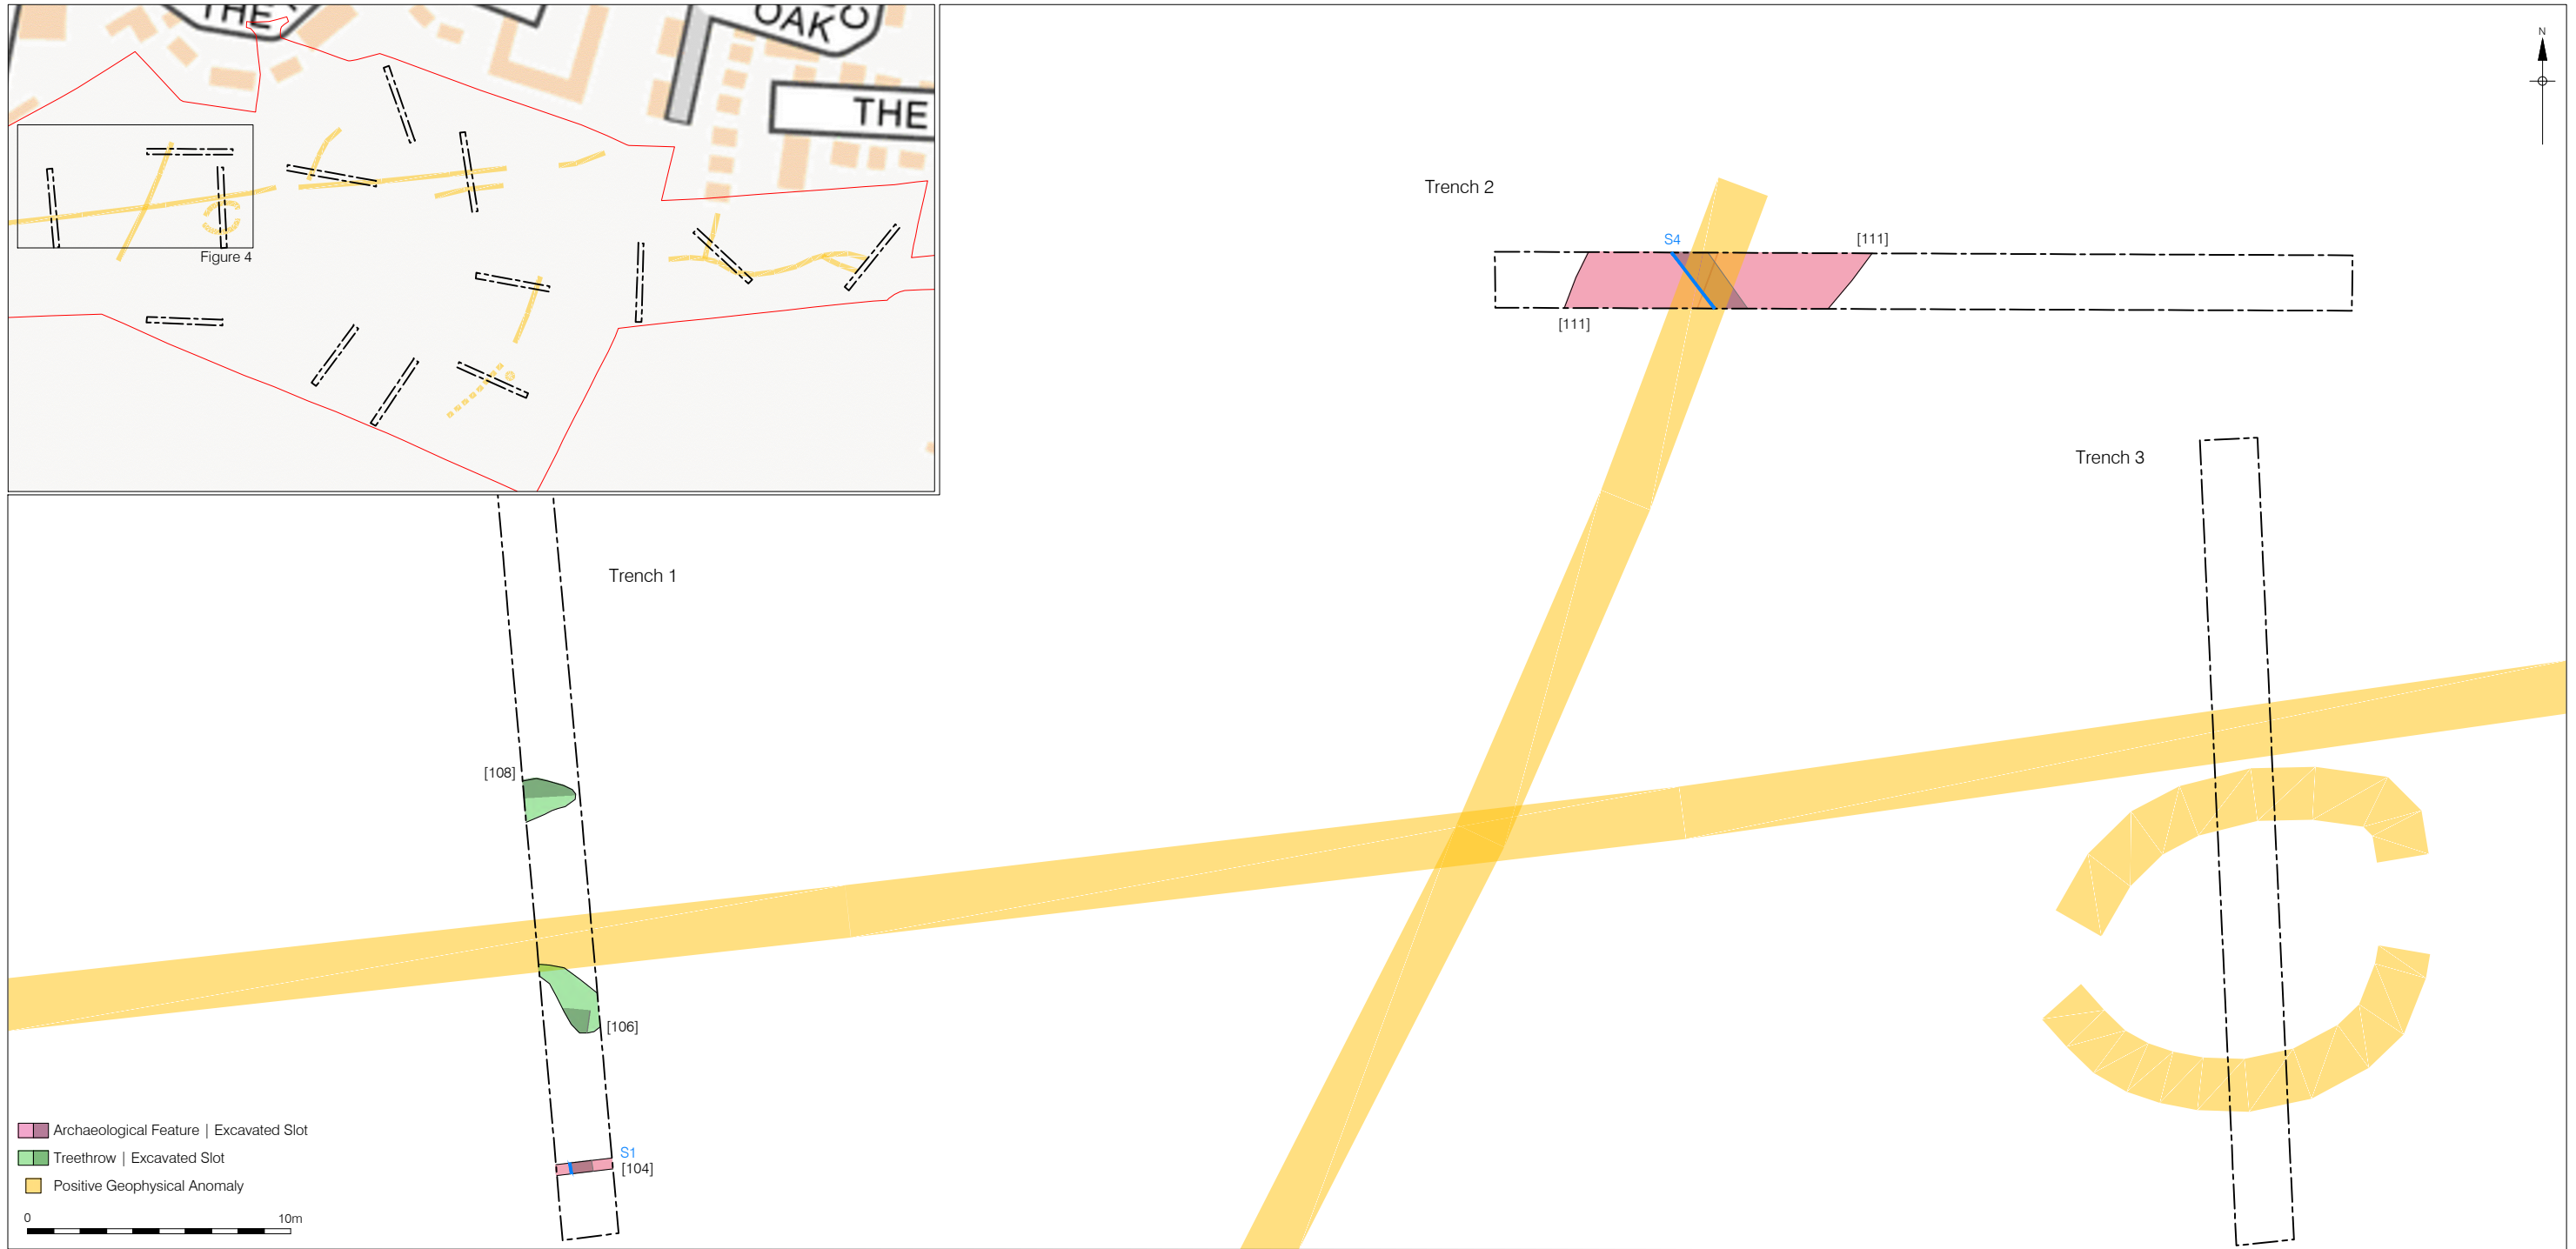 THE
OAK
THE
Figure 4
N
Trench 2
S4
[111]
[111]
Trench 3
Trench 1
[108]
[106]
S1
[104]
Archaeological Feature | Excavated Slot
Treethrow | Excavated Slot
Positive Geophysical Anomaly
0 10m